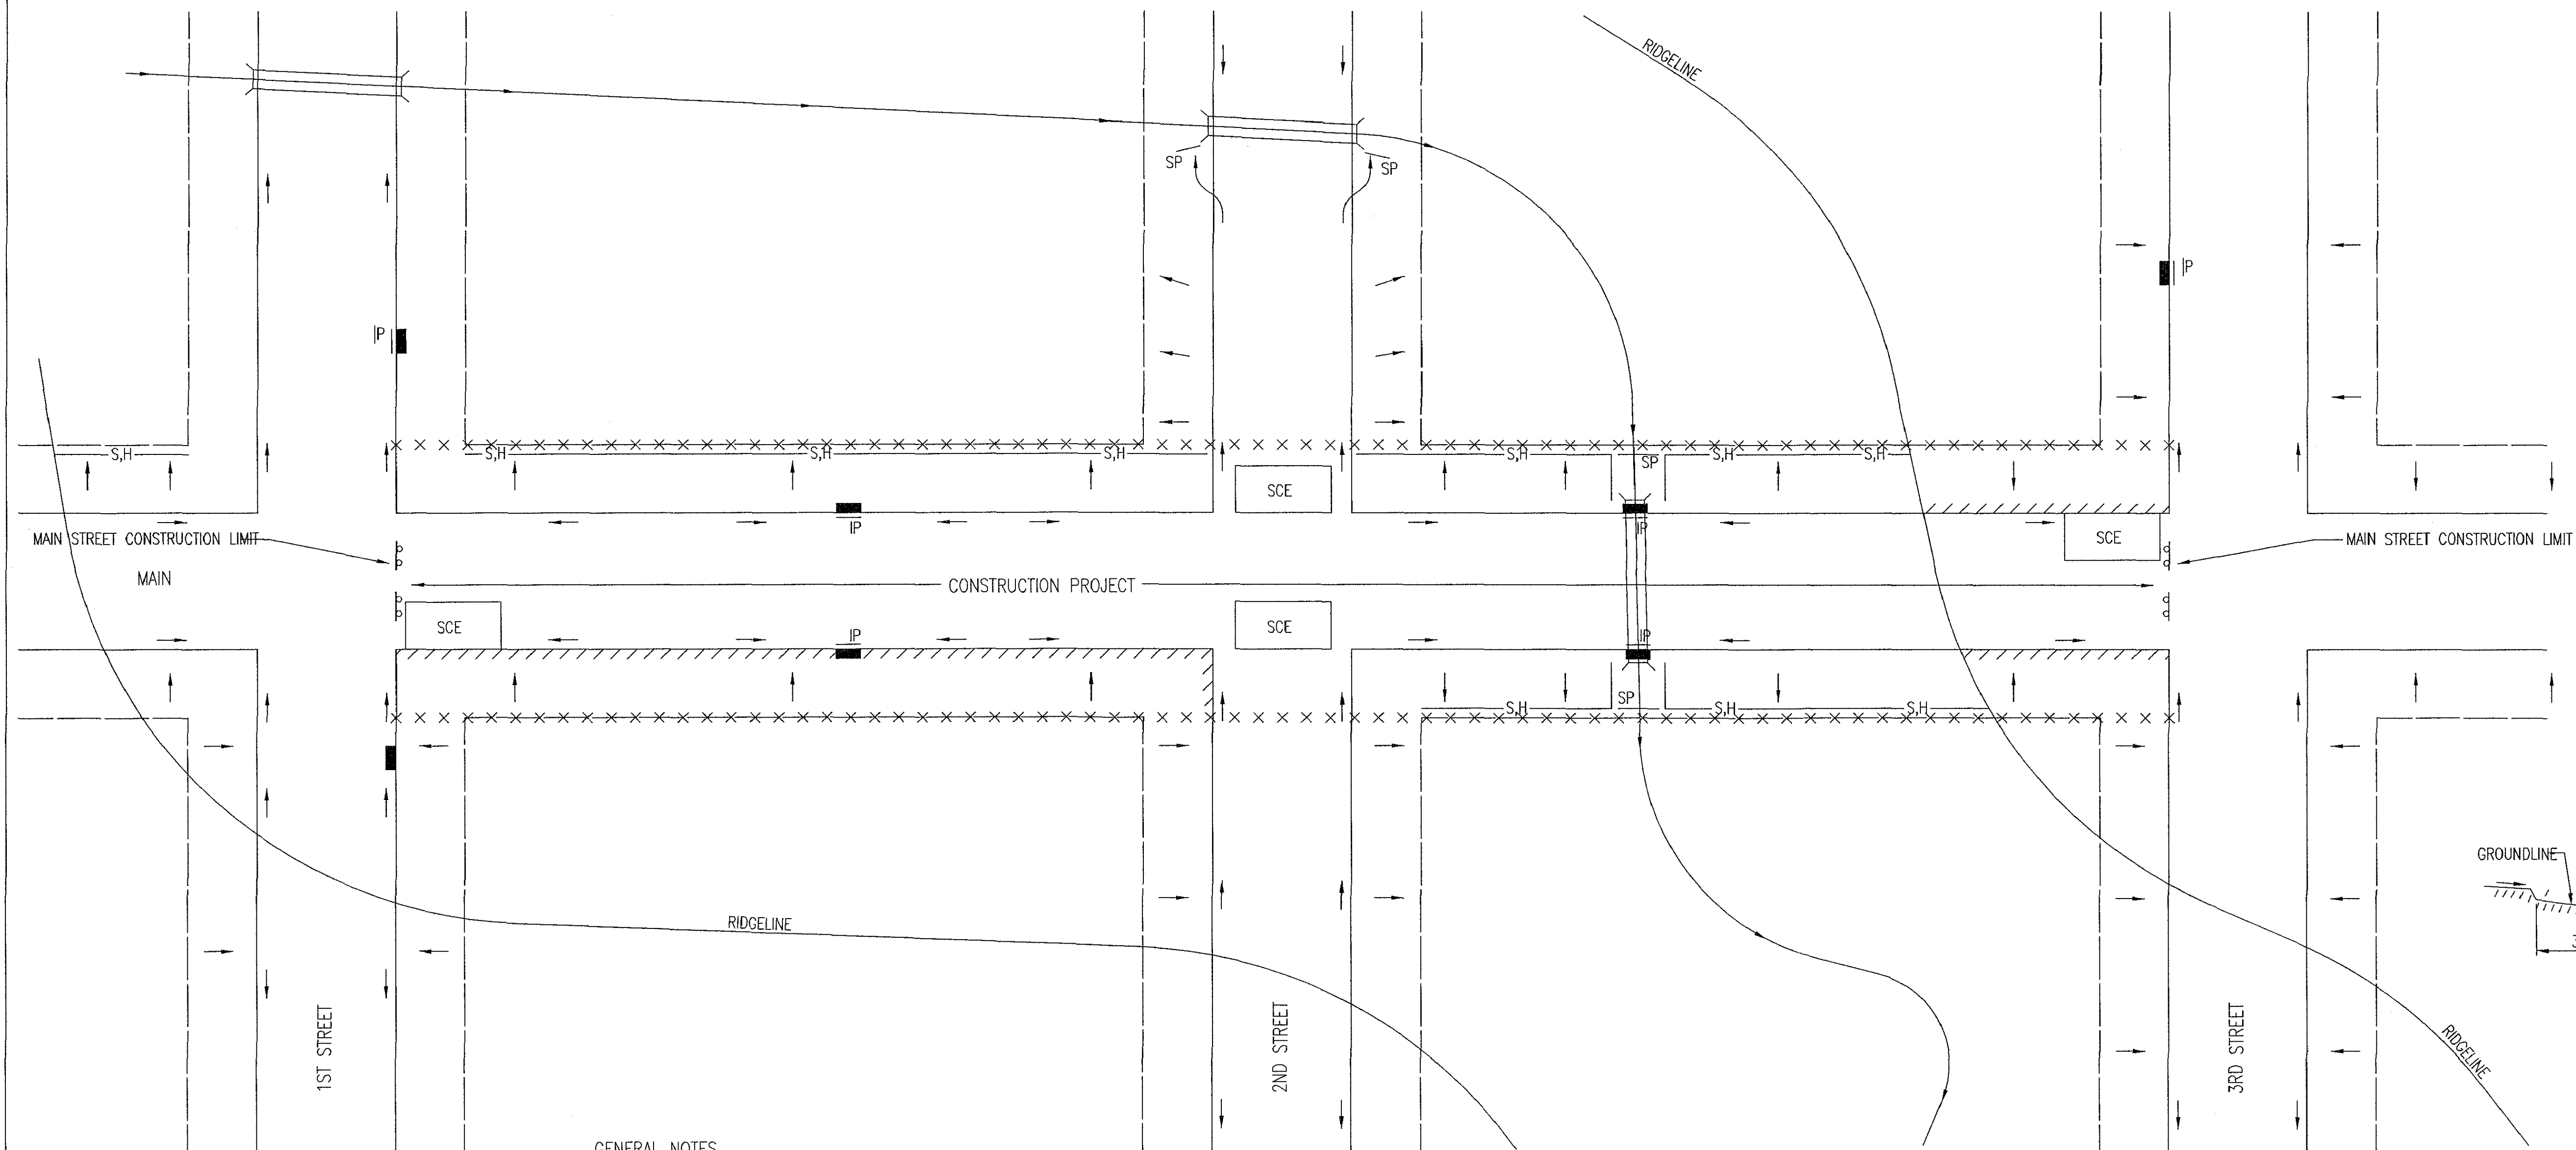 RIDGELINE
SP
SP
IP
IP
S,H
S,H
S,H
S,H
S,H
SP
S,H
S,H
SCE
IP
IP
MAIN STREET CONSTRUCTION LIMIT
SCE
MAIN STREET CONSTRUCTION LIMIT
MAIN
CONSTRUCTION PROJECT
SCE
SCE
IP
IP
S,H
SP
S,H
S,H
GROUNDLINE
RIDGELINE
1ST STREET
2ND STREET
3RD STREET
RIDGELINE
GENERAL NOTES